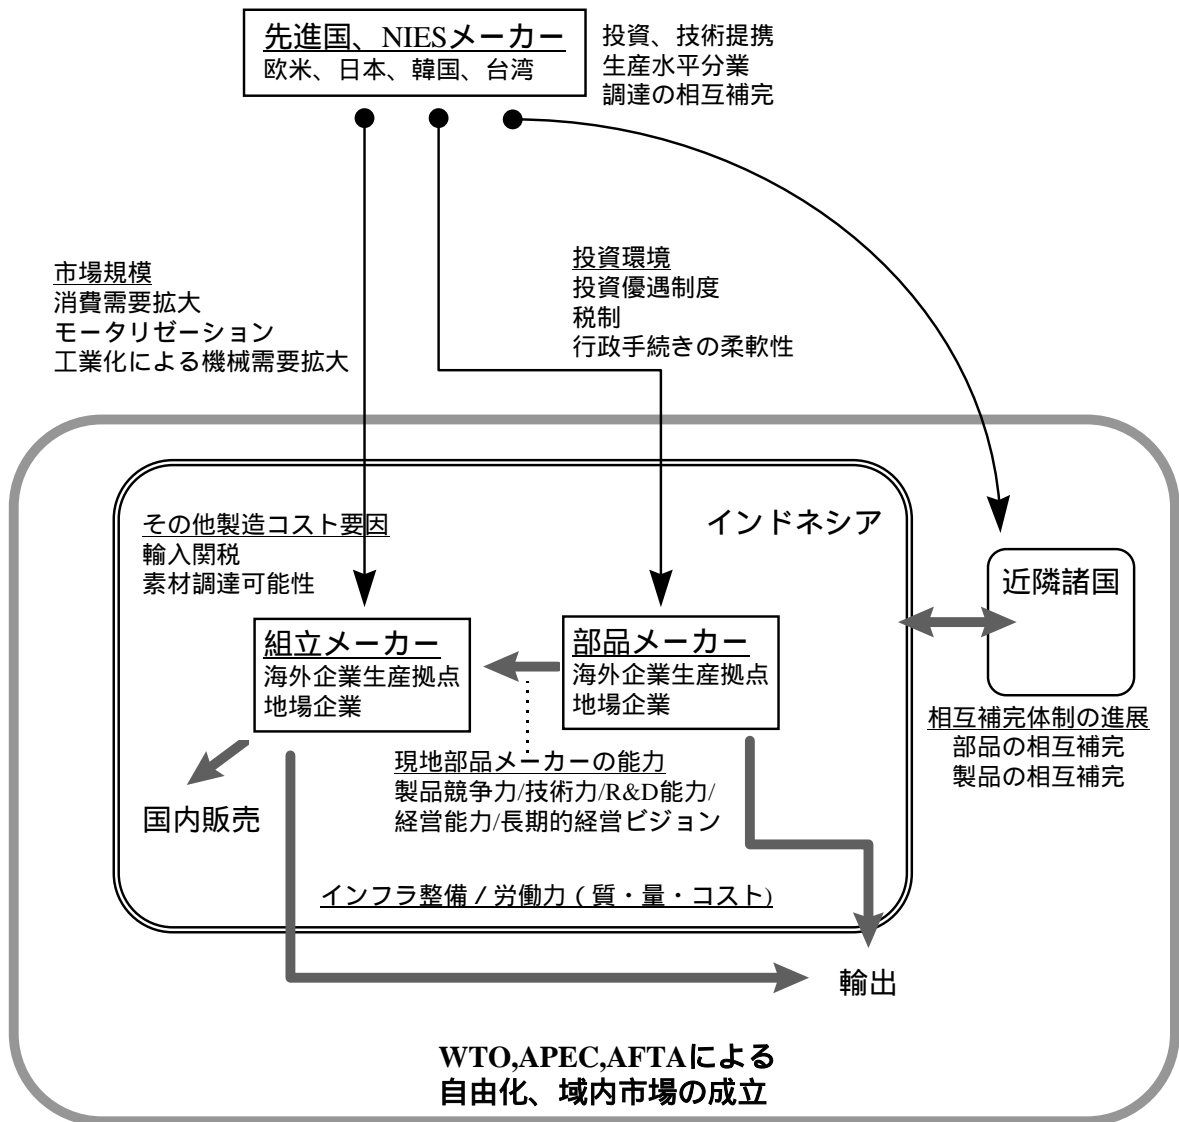 先進国、NIESメーカー
欧米、日本、韓国、台湾
投資、技術提携
生産水平分業
調達の相互補完
市場規模
消費需要拡大
モータリゼーション
工業化による機械需要拡大
投資環境
投資優遇制度
税制
行政手続きの柔軟性
インドネシア
その他製造コスト要因
輸入関税
素材調達可能性
近隣諸国
組立メーカー
海外企業生産拠点
地場企業
部品メーカー
海外企業生産拠点
地場企業
相互補完体制の進展
部品の相互補完
製品の相互補完
現地部品メーカーの能力
製品競争力/技術力/R&D能力/
経営能力/長期的経営ビジョン
国内販売
インフラ整備 / 労働力 ( 質・量・コスト)
輸出
WTO,APEC,AFTAによる
自由化、域内市場の成立